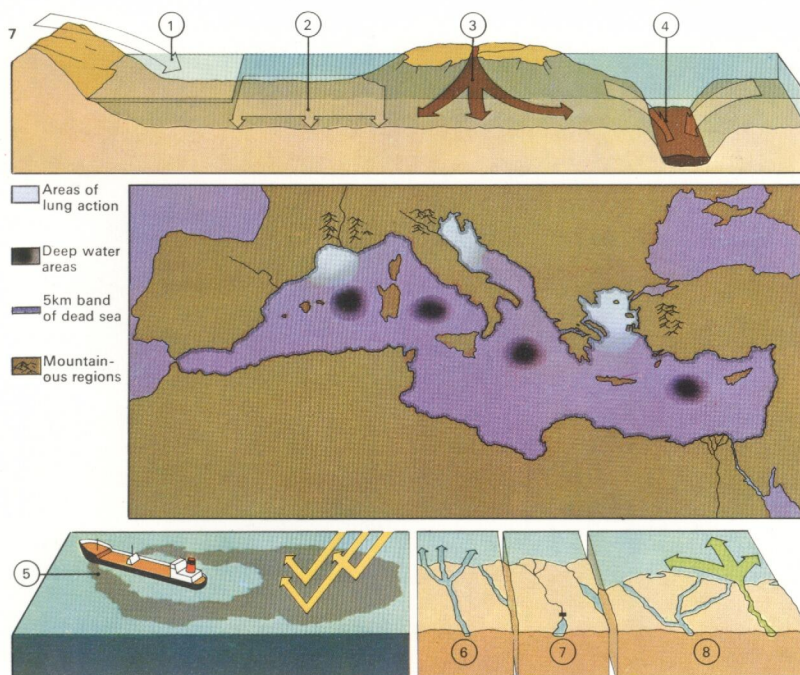 7
1
2
3
4
Areas of
lung action
Deep water
areas
5km band
of dead sea
Mountain-
ous regions
5
6
7
8